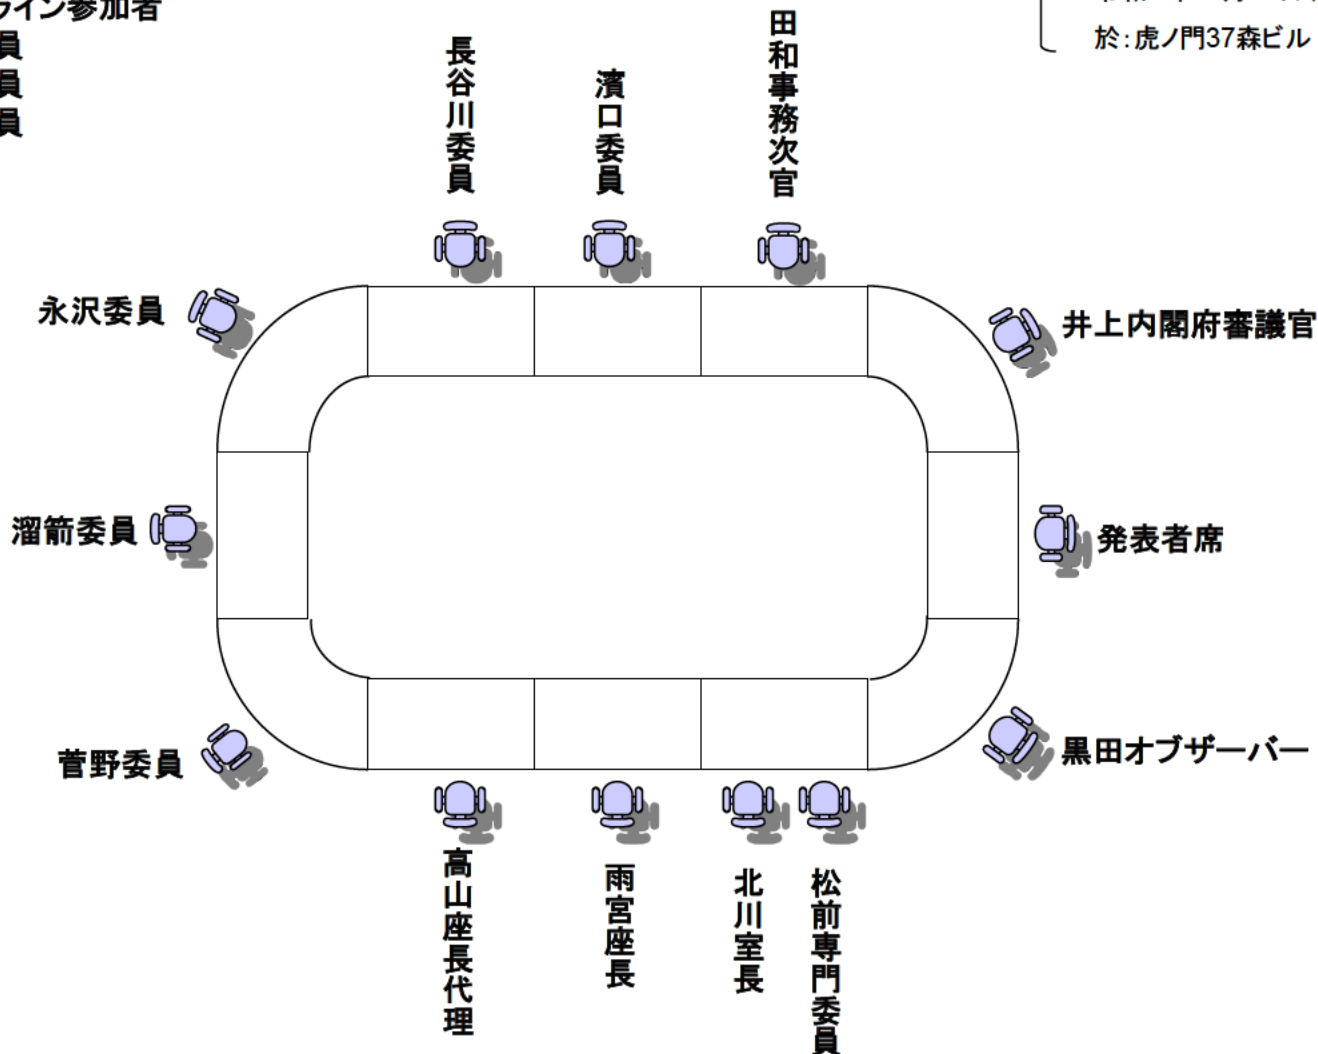 ライン参加者
員
員
員
於：虎ノ門37森ビル
長谷川委員
濱口委員
田和事務次官
永沢委員
井上内閣府審議官
溜箭委員
発表者席
菅野委員
黒田オブザーバー
高山座長代理
雨宮座長
北川室長
松前専門委員